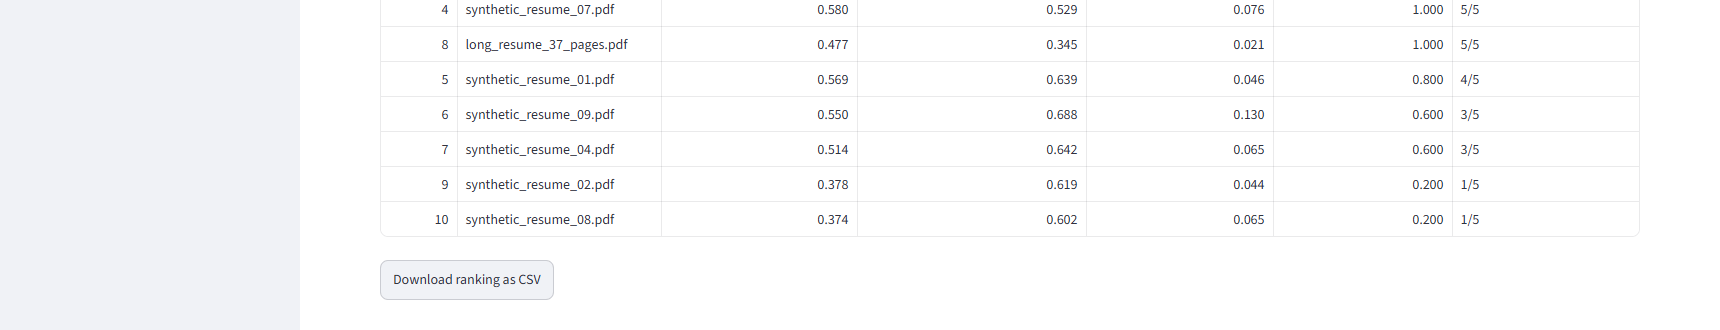 4 synthetic_resume_07.pdf 0.580 0.529 0.076 1.000 5/5
8 long_resume_37_pages.pdf 0.477 0.345 0.021 1.000 5/5
5 synthetic_resume_01.pdf 0.569 0.639 0.046 0.800 4/5
6 synthetic_resume_09.pdf 0.550 0.688 0.130 0.600 3/5
7 synthetic_resume_04.pdf 0.514 0.642 0.065 0.600 3/5
9 synthetic_resume_02.pdf 0.378 0.619 0.044 0.200 1/5
10 synthetic_resume_08.pdf 0.374 0.602 0.065 0.200 1/5
Download ranking as CSV